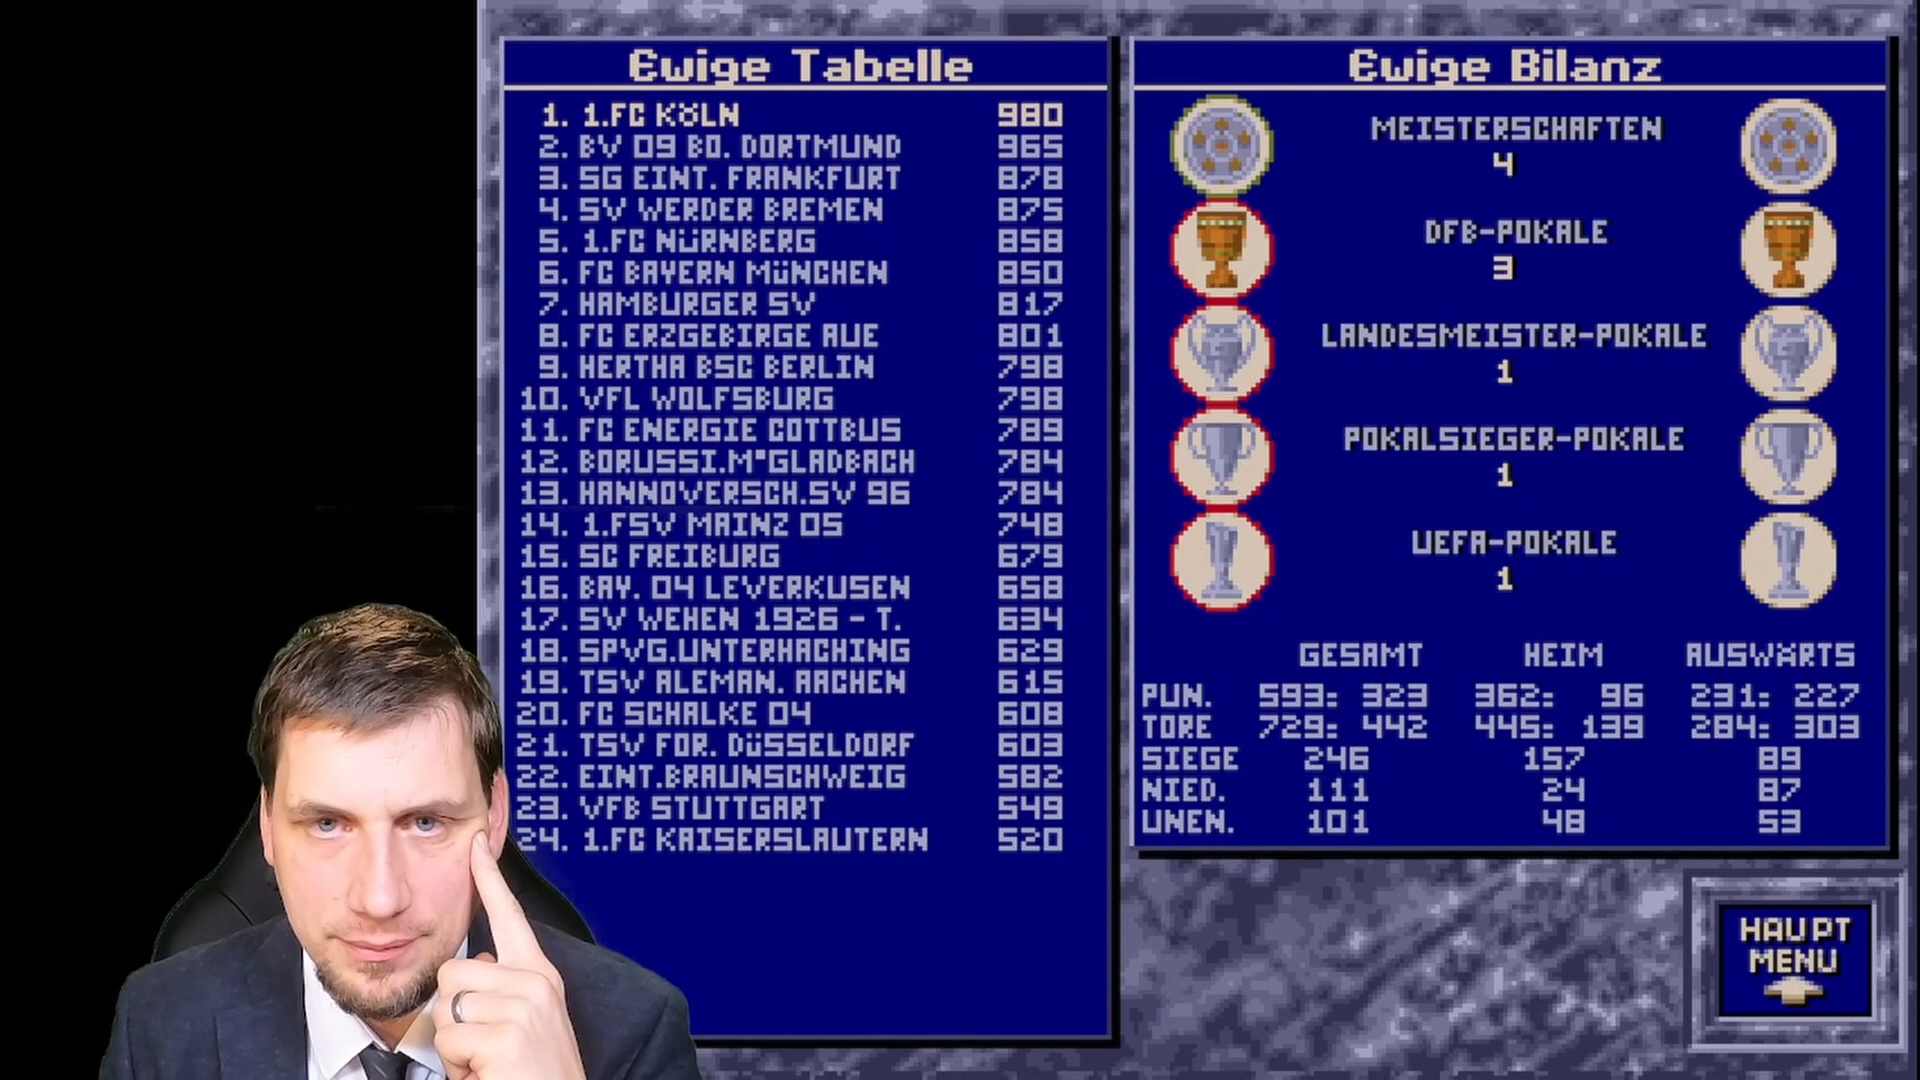 Ewige Tabelle
1. 1.FC KÖLN 980
2. BV 09 BO. DORTMUND 965
3. SG EINT. FRANKFURT 878
4. SV WERDER BREMEN 875
5. 1.FC NÜRNBERG 858
6. FC BAYERN MÜNCHEN 850
7. HAMBURGER SV 817
8. FC ERZGEBIRGE AUE 801
9. HERTHA BSC BERLIN 798
10. VFL WOLFSBURG 798
11. FC ENERGIE COTTBUS 789
12. BORUSSI.M"GLADBACH 784
13. HANNOVERSCH.SV 96 784
14. 1.FSV MAINZ 05 748
15. SC FREIBURG 679
16. BAY. 04 LEVERKUSEN 658
17. SV WEHEN 1926 - T. 634
18. SPVG.UNTERHACHING 629
19. TSV ALEMAN. AACHEN 615
20. FC SCHALKE 04 608
21. TSV FOR. DÜSSELDORF 603
22. EINT.BRAUNSCHWEIG 582
23. VFB STUTTGART 549
24. 1.FC KAISERSLAUTERN 520
Ewige Bilanz
MEISTERSCHAFTEN
4
DFB-POKALE
3
LANDESMEISTER-POKALE
1
POKALSIEGER-POKALE
1
UEFA-POKALE
1
GESAMT HEIM AUSWÄRTS
PUN. 593: 323 362: 96 231: 227
TORE 729: 442 445: 139 284: 303
SIEGE 246 157 89
NIED. 111 24 87
UNEN. 101 48 53
HAUPT
MENU